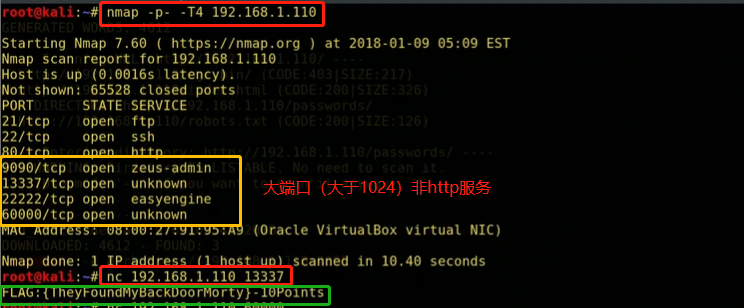 root@kali:~# nmap -p- -T4 192.168.1.110
GENERATED WORDS: 4612
Starting Nmap 7.60 ( https://nmap.org ) at 2018-01-09 05:09 EST
Nmap scan report for 192.168.1.110
Host is up (0.0016s latency).
Not shown: 65528 closed ports
PORT STATE SERVICE
21/tcp open ftp
22/tcp open ssh
80/tcp open http
9090/tcp open zeus-admin
13337/tcp open unknown
大端口（大于1024）非http服务
22222/tcp open easyengine
60000/tcp open unknown
MAC Address: 08:00:27:91:95:A9 (Oracle VirtualBox virtual NIC)
DOWNLOADED: 4612 - FOUND: 3
Nmap done: 1 IP address (1 host up) scanned in 10.40 seconds
root@kali:~# nc 192.168.1.110 13337
FLAG:{TheyFoundMyBackDoorMorty}-10Points